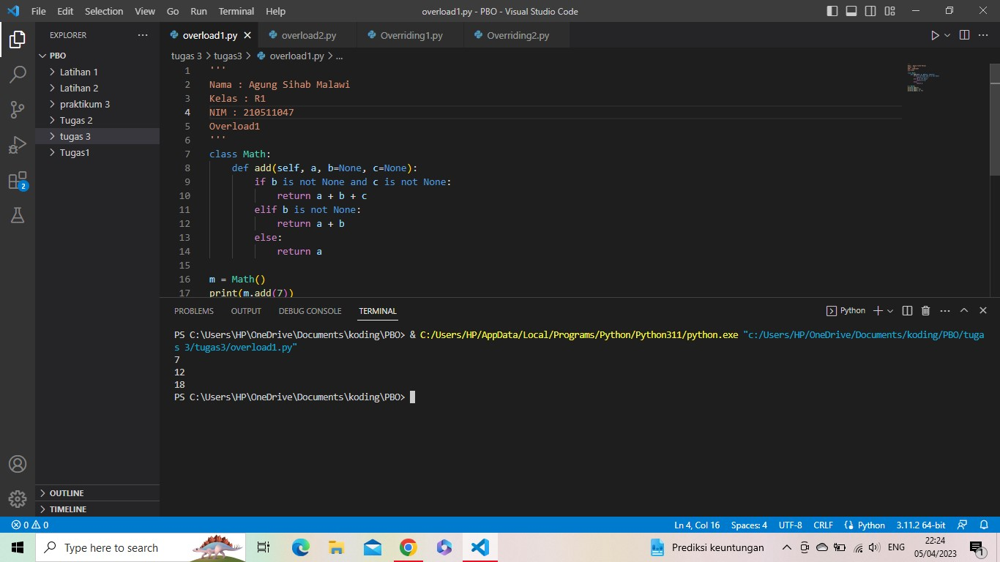 File Edit Selection View Go Run Terminal Help overload1.py - PBO - Visual Studio Code
EXPLORER
PBO
Latihan 1
Latihan 2
praktikum 3
Tugas 2
tugas 3
Tugas1
OUTLINE
TIMELINE
2
overload1.py overload2.py Overriding1.py Overriding2.py
tugas 3 > tugas3 > overload1.py > ...
1 '''
2 Nama : Agung Sihab Malawi
3 Kelas : R1
4 NIM : 210511047
5 Overload1
6 '''
7 class Math:
8     def add(self, a, b=None, c=None):
9         if b is not None and c is not None:
10             return a + b + c
11         elif b is not None:
12             return a + b
13         else:
14             return a
15
16 m = Math()
17 print(m.add(7))
PROBLEMS OUTPUT DEBUG CONSOLE TERMINAL Python
PS C:\Users\HP\OneDrive\Documents\koding\PBO> & C:/Users/HP/AppData/Local/Programs/Python/Python311/python.exe "c:/Users/HP/OneDrive/Documents/koding/PBO/tuga
s 3/tugas3/overload1.py"
7
12
18
PS C:\Users\HP\OneDrive\Documents\koding\PBO>
0 0 Ln 4, Col 16 Spaces: 4 UTF-8 CRLF Python 3.11.2 64-bit
Type here to search Prediksi keuntungan ENG 22:24
05/04/2023
1